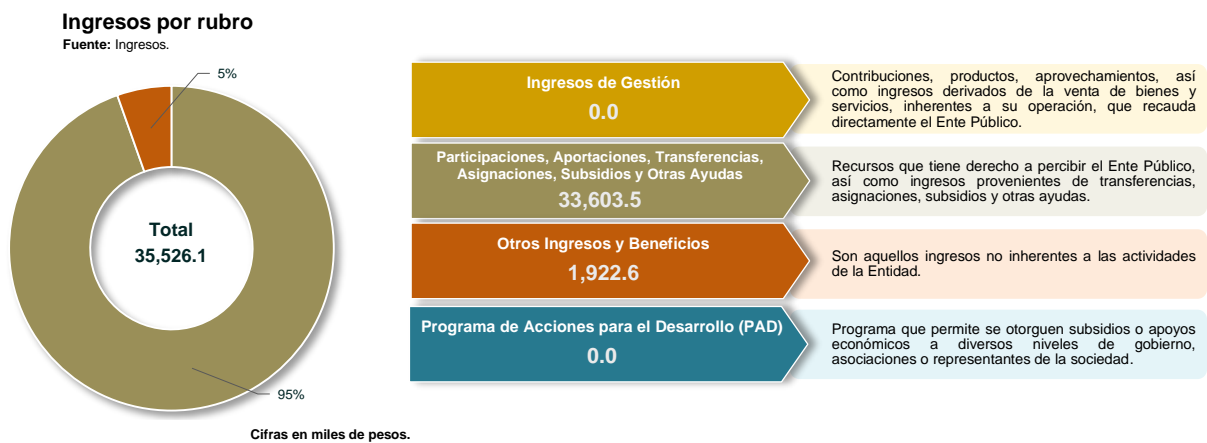 Ingresos por rubro
Fuente: Ingresos.
5%
Total
35,526.1
95%
Ingresos de Gestión
0.0
Contribuciones, productos, aprovechamientos, así
como ingresos derivados de la venta de bienes y
servicios, inherentes a su operación, que recauda
directamente el Ente Público.
Participaciones, Aportaciones, Transferencias,
Asignaciones, Subsidios y Otras Ayudas
33,603.5
Recursos que tiene derecho a percibir el Ente Público,
así como ingresos provenientes de transferencias,
asignaciones, subsidios y otras ayudas.
Otros Ingresos y Beneficios
1,922.6
Son aquellos ingresos no inherentes a las actividades
de la Entidad.
Programa de Acciones para el Desarrollo (PAD)
0.0
Programa que permite se otorguen subsidios o apoyos
económicos a diversos niveles de gobierno,
asociaciones o representantes de la sociedad.
Cifras en miles de pesos.